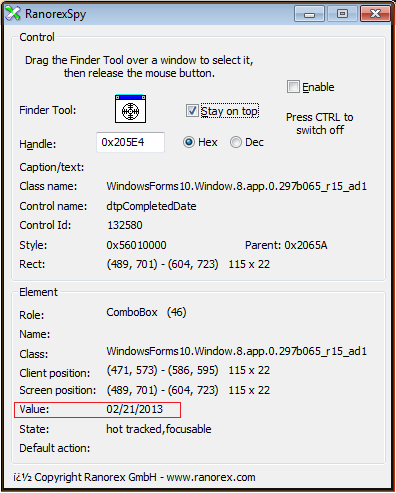 RanorexSpy
Control
Drag the Finder Tool over a window to select it,
then release the mouse button.
Enable
Finder Tool:
Stay on top
Press CTRL to
switch off
Handle:
0x205E4
Hex
Dec
Caption/text:
Class name: WindowsForms10.Window.8.app.0.297b065_r15_ad1
Control name: dtpCompletedDate
Control Id: 132580
Style: 0x56010000 Parent: 0x2065A
Rect: (489, 701) - (604, 723) 115 x 22
Element
Role: ComboBox (46)
Name:
Class: WindowsForms10.Window.8.app.0.297b065_r15_ad1
Client position: (471, 573) - (586, 595) 115 x 22
Screen position: (489, 701) - (604, 723) 115 x 22
Value: 02/21/2013
State: hot tracked,focusable
Default action:
ï¿½ Copyright Ranorex GmbH - www.ranorex.com